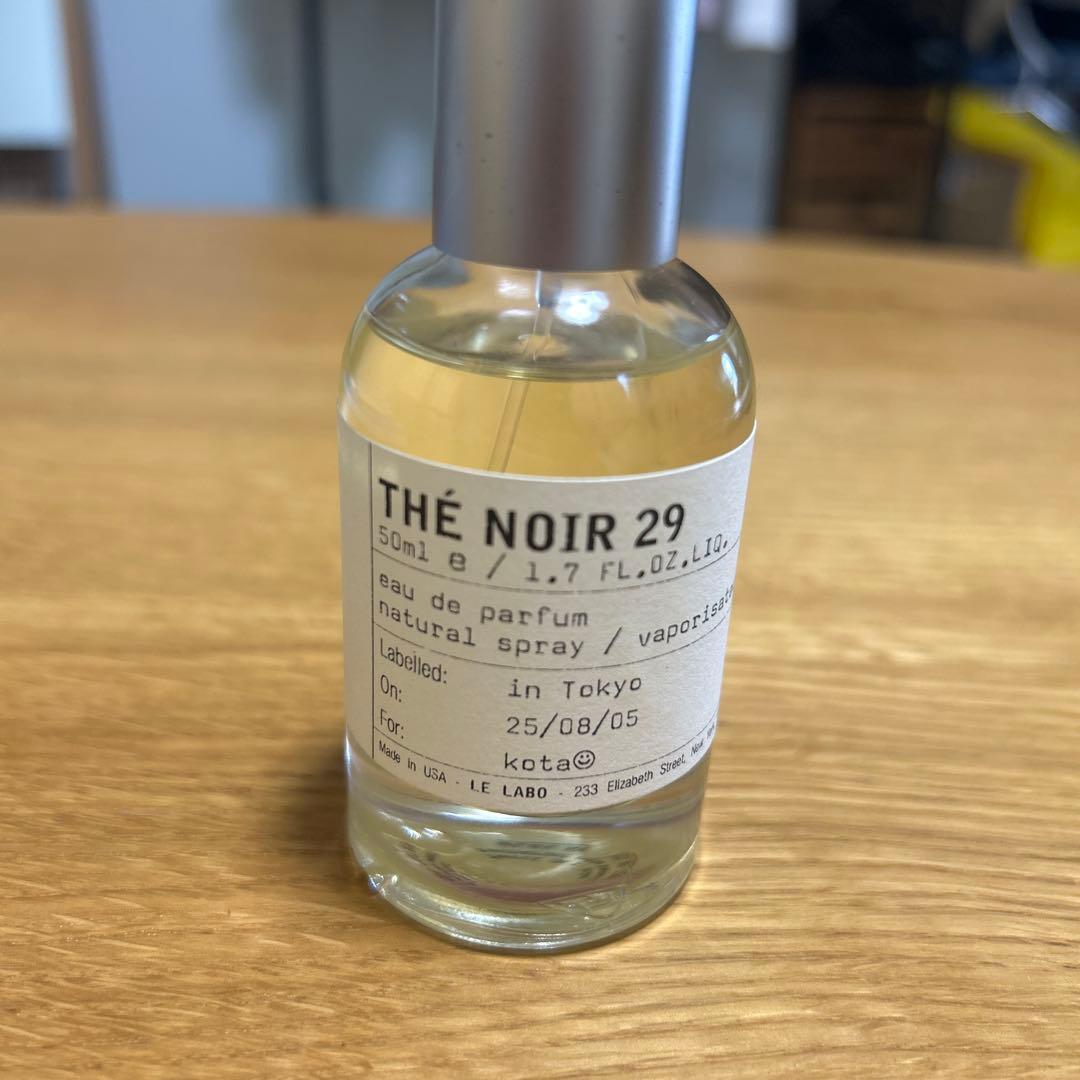 THÉ NOIR 29
50ml e / 1.7 FL.OZ.LIQ.
eau de parfum
natural spray / vaporisate
Labelled: in Tokyo
On: 25/08/05
For: kota☺
Made in USA - LE LABO - 233 Elizabeth Street, New York